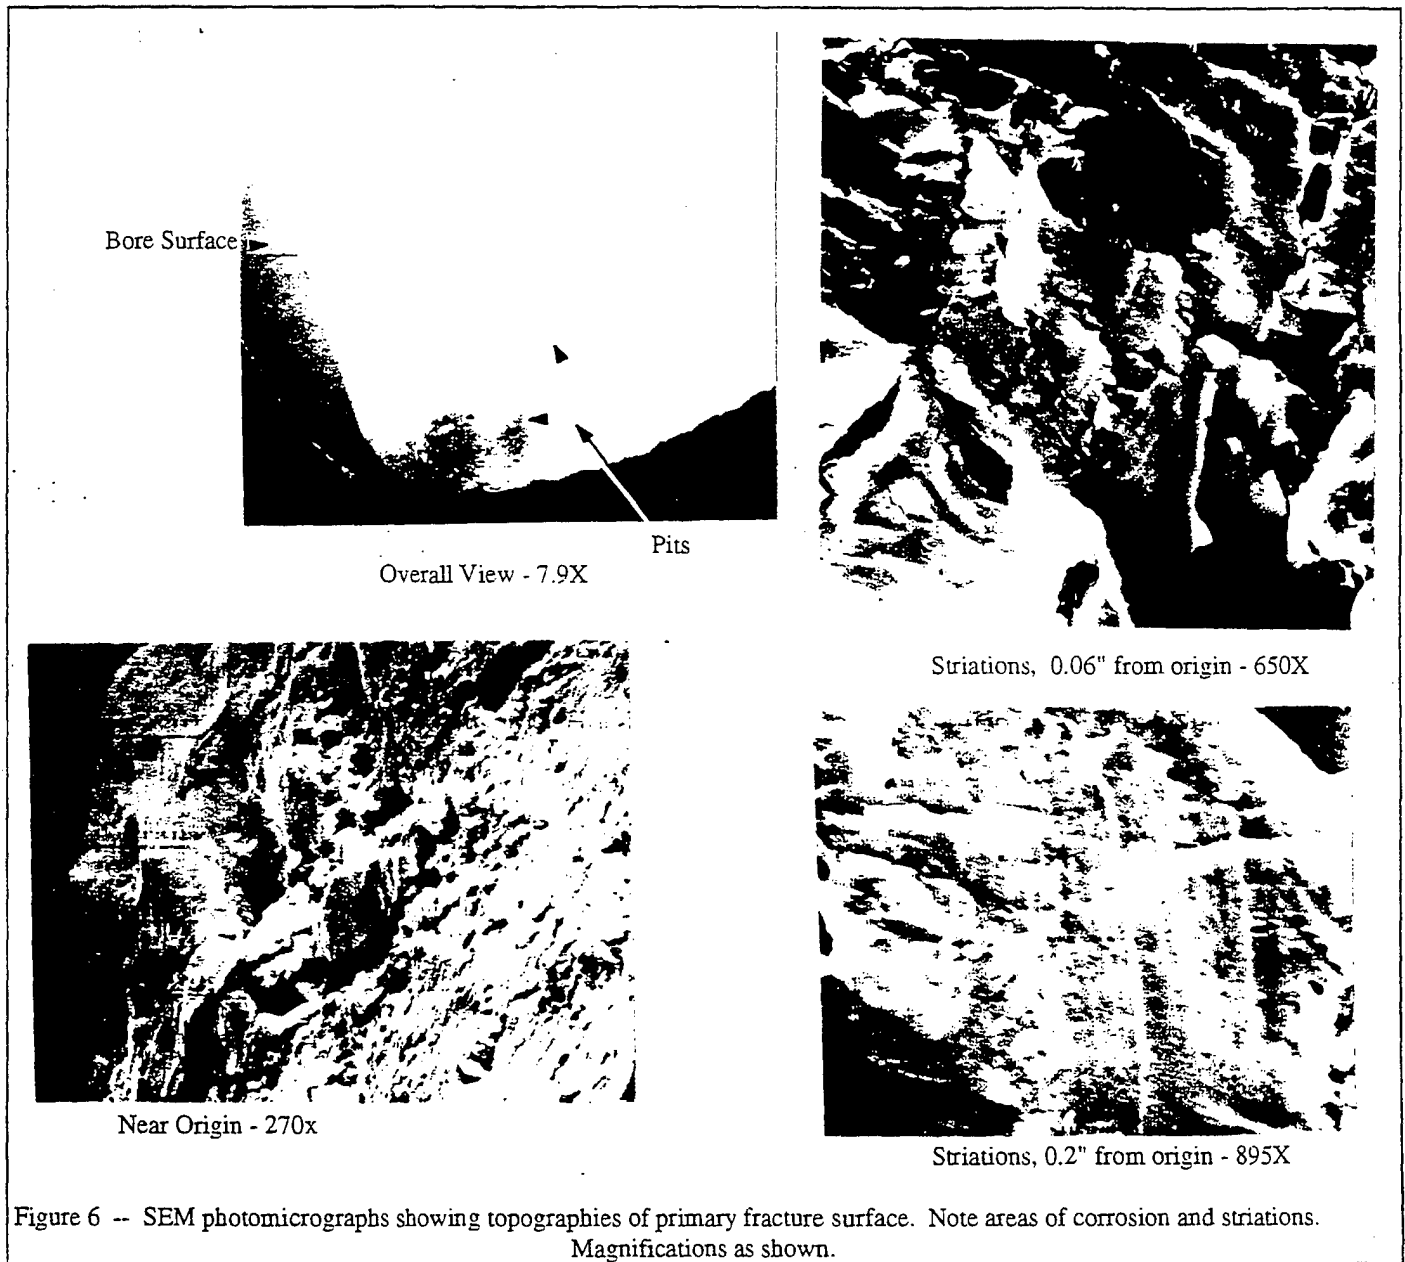 Bore Surface
Pits
Overall View - 7.9X
Striations, 0.06" from origin - 650X
Near Origin - 270x
Striations, 0.2" from origin - 895X
Figure 6 -- SEM photomicrographs showing topographies of primary fracture surface. Note areas of corrosion and striations.
Magnifications as shown.